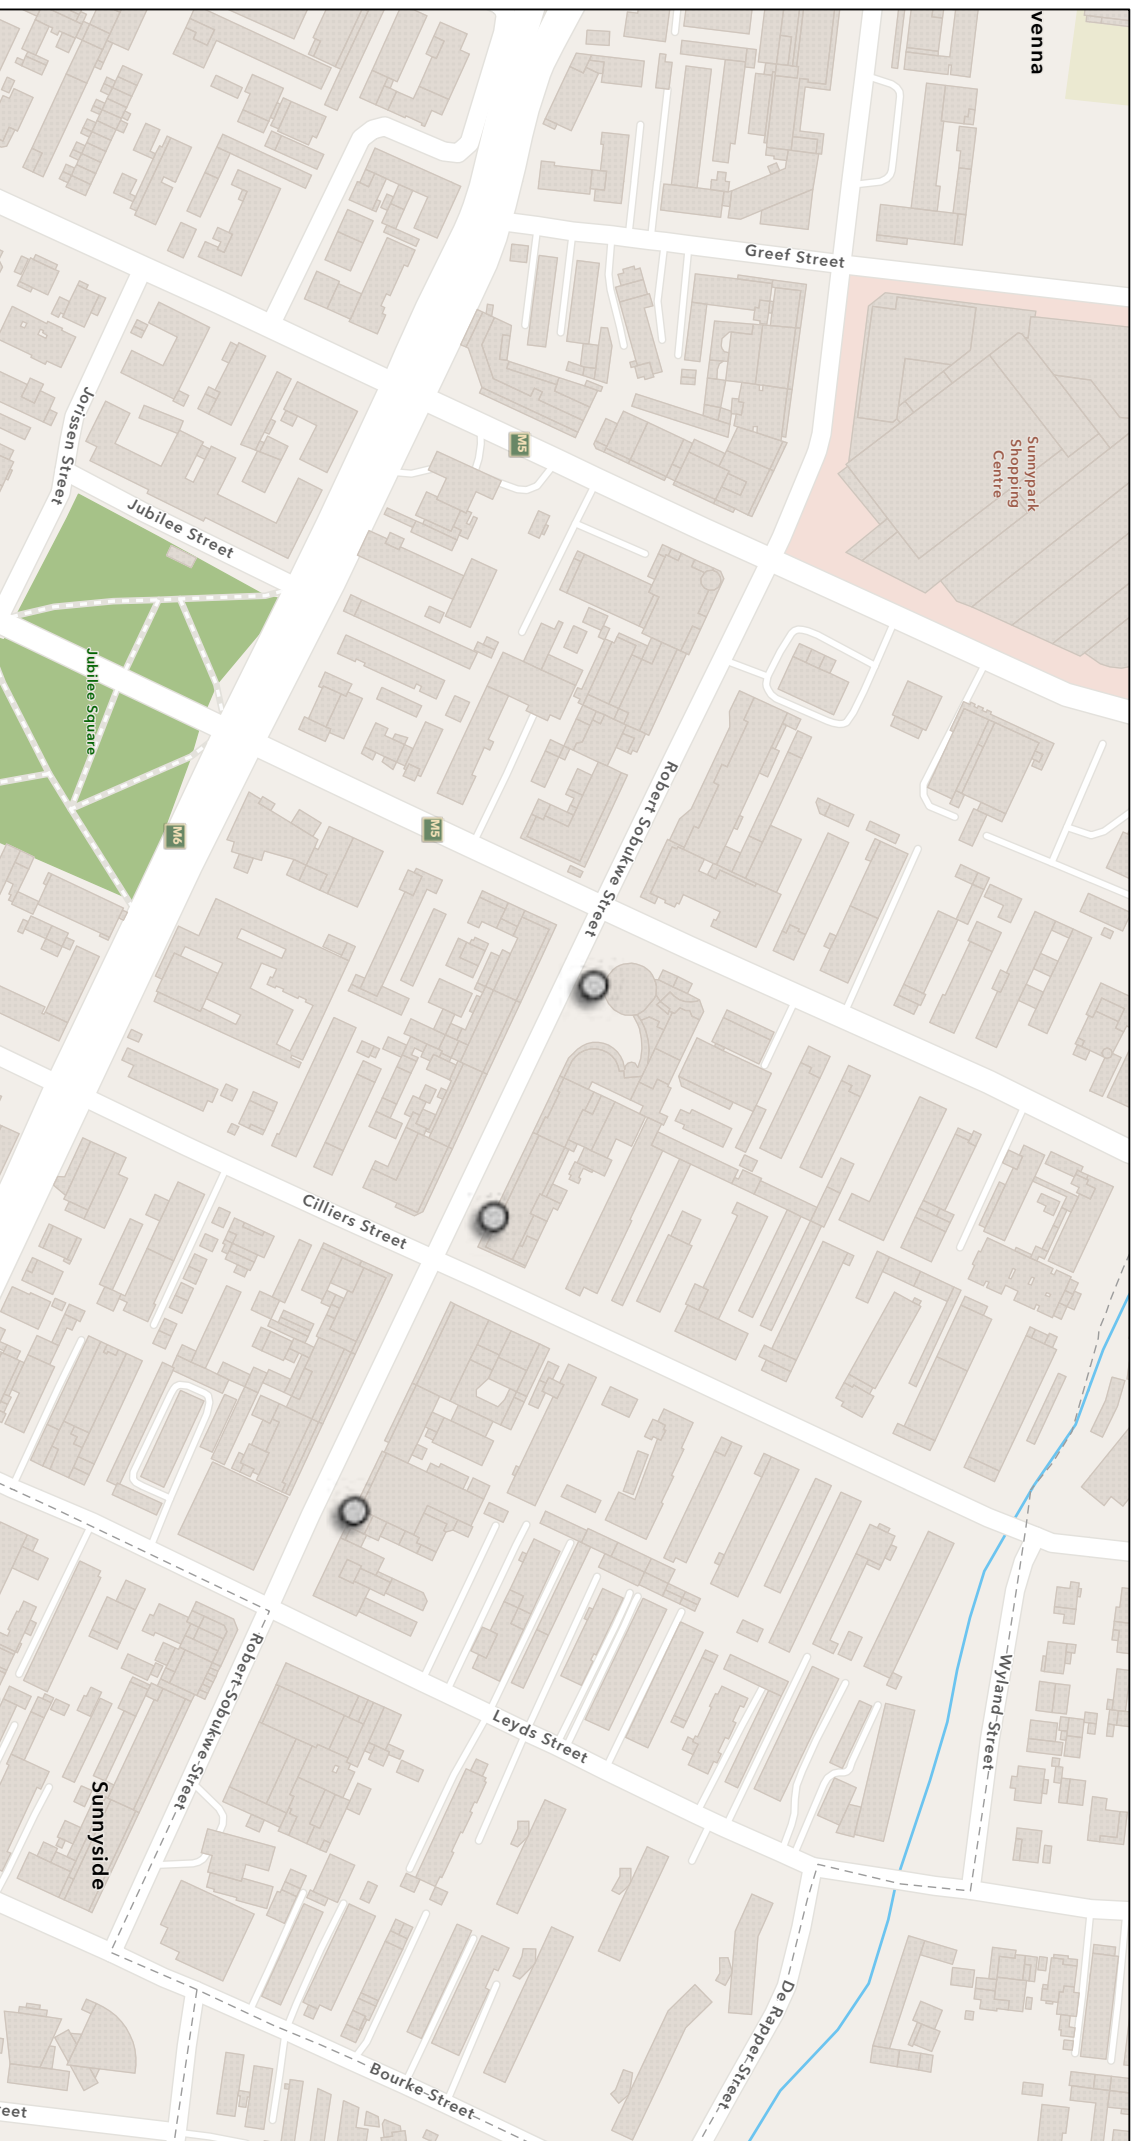 venna
Greef Street
Sunnypark
Shopping
Centre
M5
Jorissen Street
Jubilee Street
Jubilee Square
Robert Sobukwe Street
M5
M6
Cilliers Street
Robert Sobukwe Street
Wyland Street
Leyds Street
Sunnyside
De Rapper Street
Bourke Street
eet